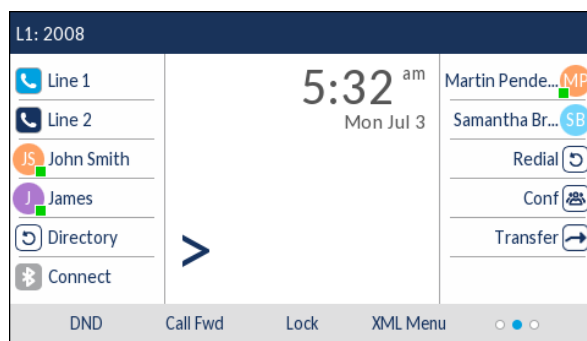 L1: 2008
Line 1
Line 2
JS John Smith
J James
Directory
Connect
5:32 am
Mon Jul 3
>
Martin Pende... MP
Samantha Br... SB
Redial
Conf
Transfer
DND Call Fwd Lock XML Menu